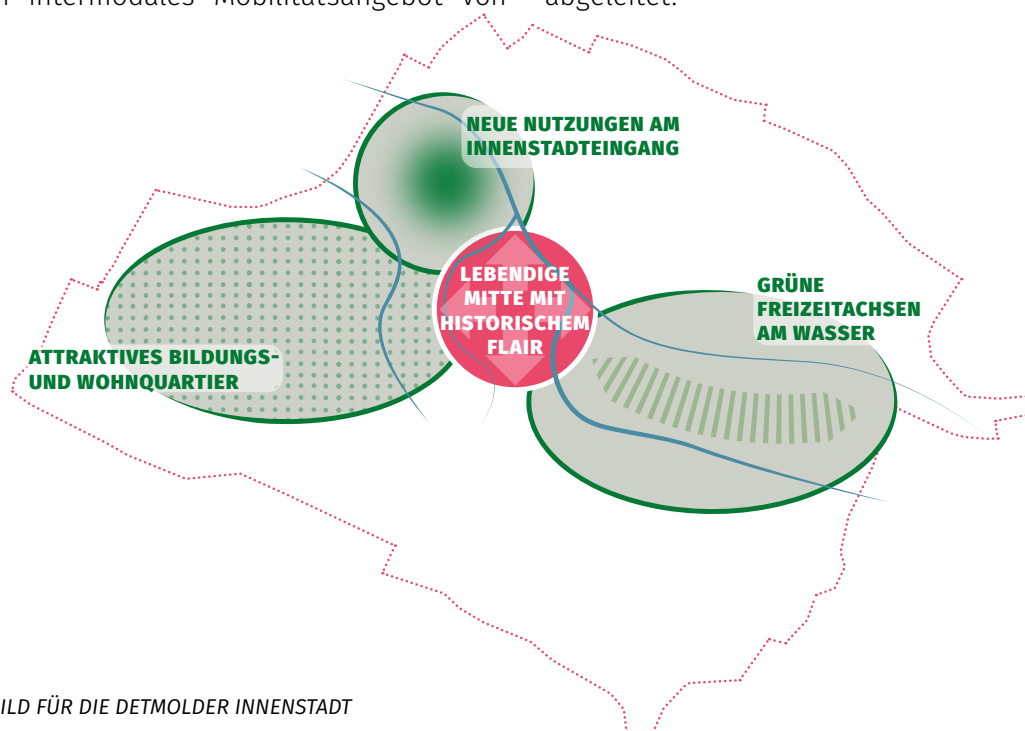 intermodales Mobilitätsangebot von abgeleitet.
NEUE NUTZUNGEN AM
INNENSTADTEINGANG
LEBENDIGE
MITTE MIT
HISTORISCHEM
FLAIR
GRÜNE
FREIZEITACHSEN
AM WASSER
ATTRAKTIVES BILDUNGS-
UND WOHNQUARTIER
ILD FÜR DIE DETMOLDER INNENSTADT